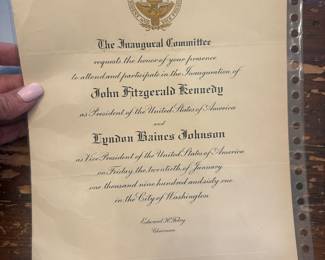 The Inaugural Committee
requests the honor of your presence
to attend and participate in the Inauguration of
John Fitzgerald Kennedy
as President of the United States of America
and
Lyndon Baines Johnson
as Vice President of the United States of America
on Friday the twentieth of January
one thousand nine hundred and sixty one
in the City of Washington
Edward H. Foley
Chairman